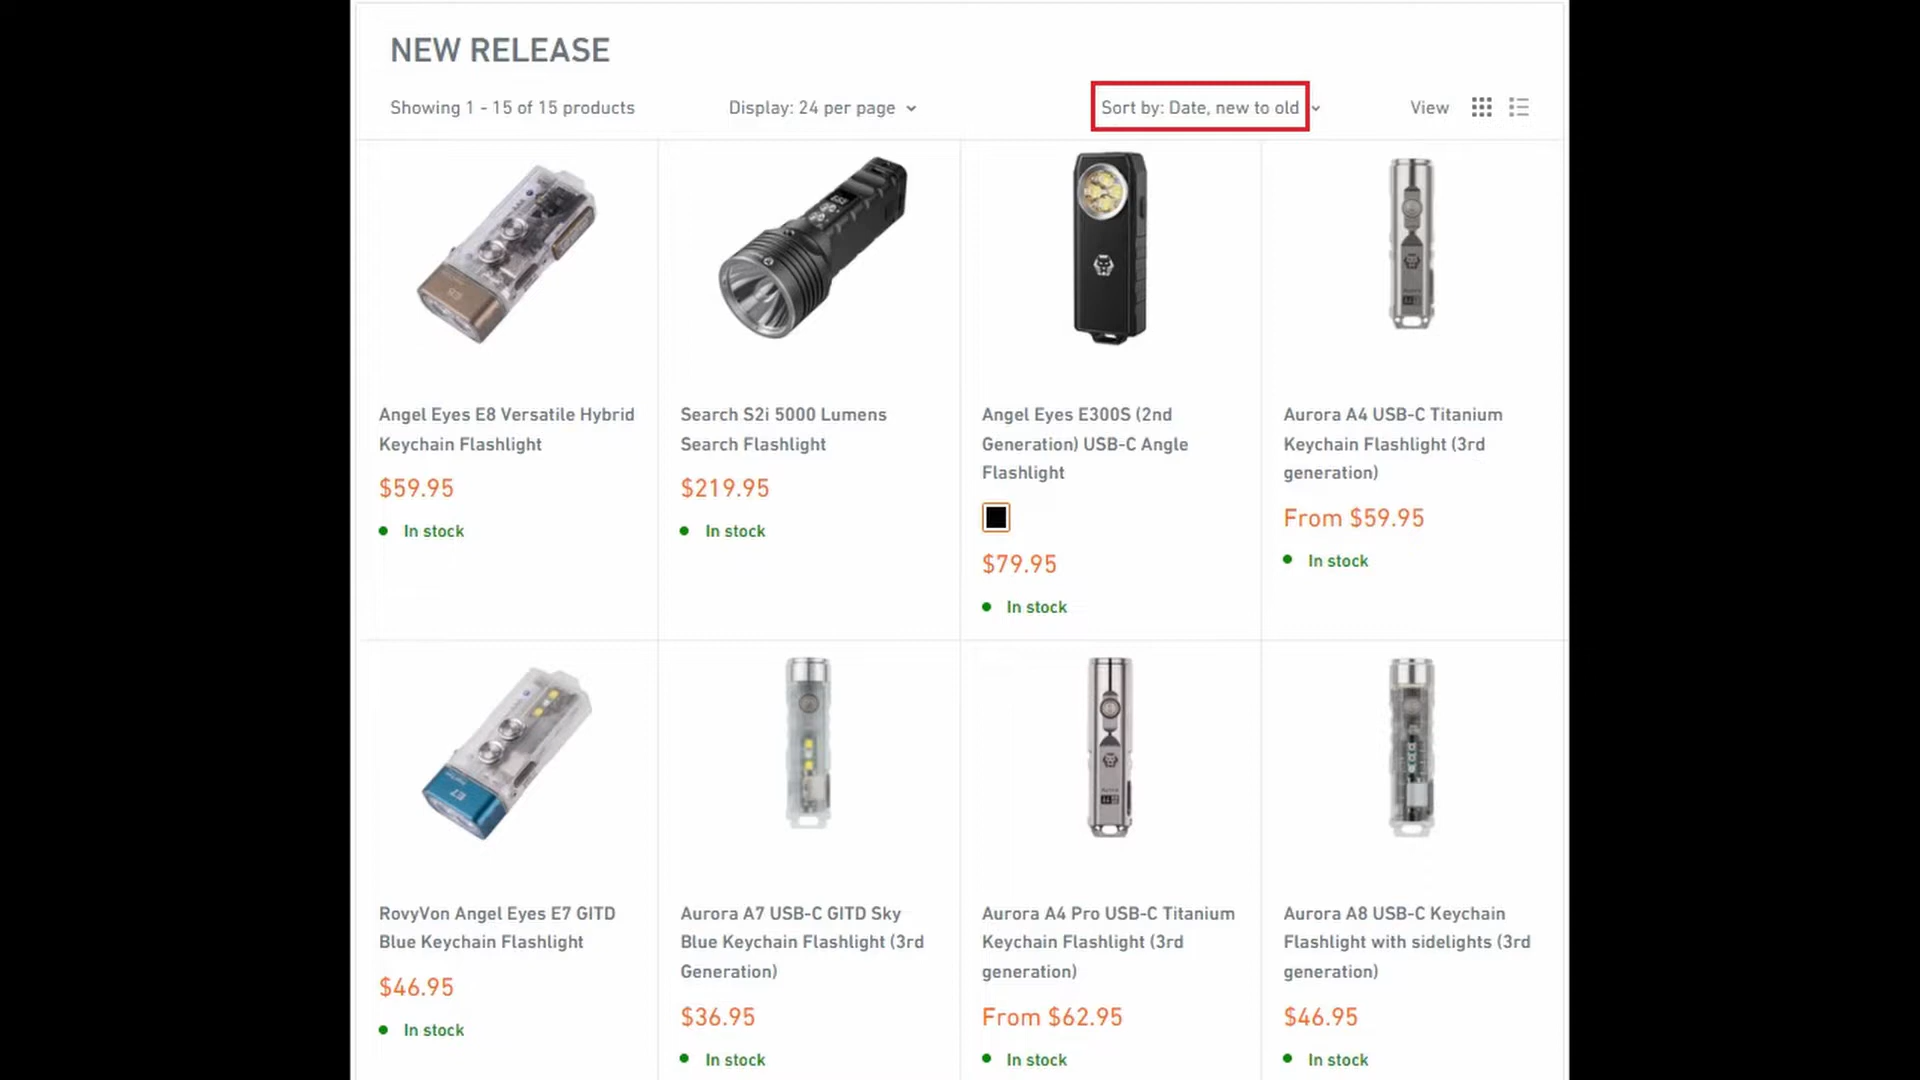 NEW RELEASE
Showing 1 - 15 of 15 products
Display: 24 per page
Sort by: Date, new to old
View
Angel Eyes E8 Versatile Hybrid
Keychain Flashlight
$59.95
In stock
Search S2i 5000 Lumens
Search Flashlight
$219.95
In stock
Angel Eyes E300S (2nd
Generation) USB-C Angle
Flashlight
$79.95
In stock
Aurora A4 USB-C Titanium
Keychain Flashlight (3rd
generation)
From $59.95
In stock
RovyVon Angel Eyes E7 GITD
Blue Keychain Flashlight
$46.95
In stock
Aurora A7 USB-C GITD Sky
Blue Keychain Flashlight (3rd
Generation)
$36.95
In stock
Aurora A4 Pro USB-C Titanium
Keychain Flashlight (3rd
generation)
From $62.95
In stock
Aurora A8 USB-C Keychain
Flashlight with sidelights (3rd
generation)
$46.95
In stock